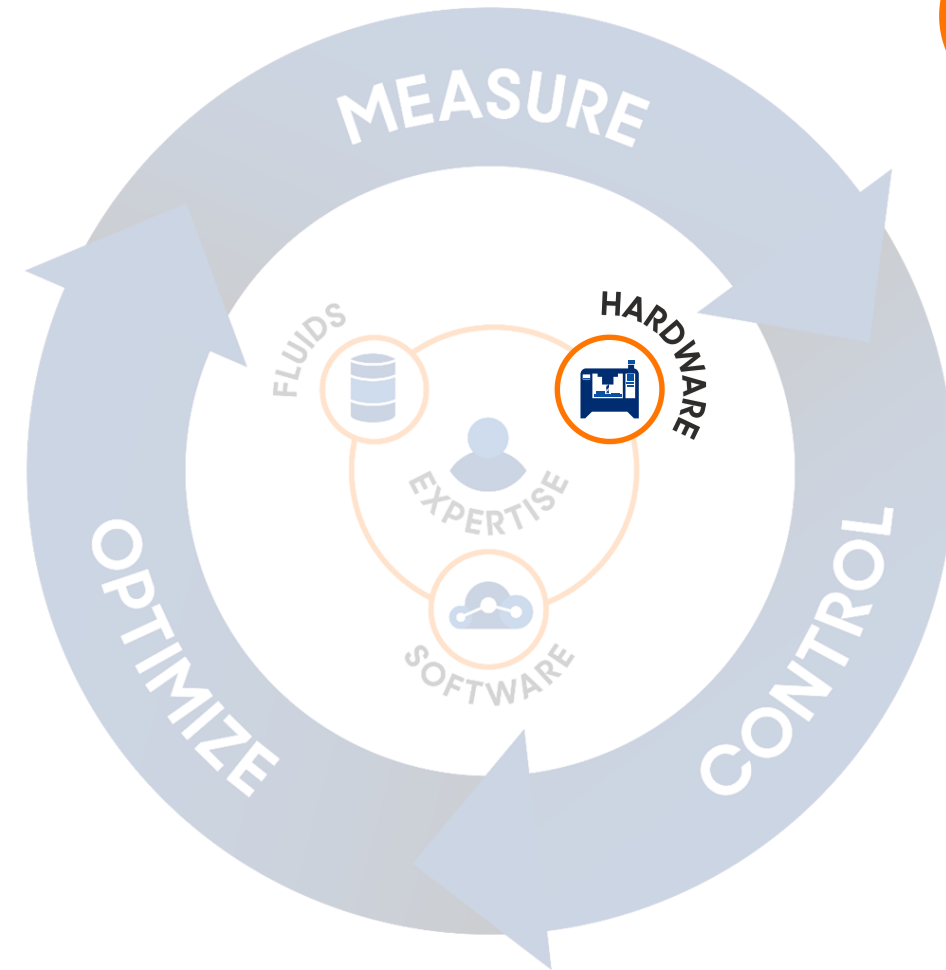 MEASURE
FLUIDS
HARDWARE
EXPERTISE
SOFTWARE
OPTIMIZE
CONTROL